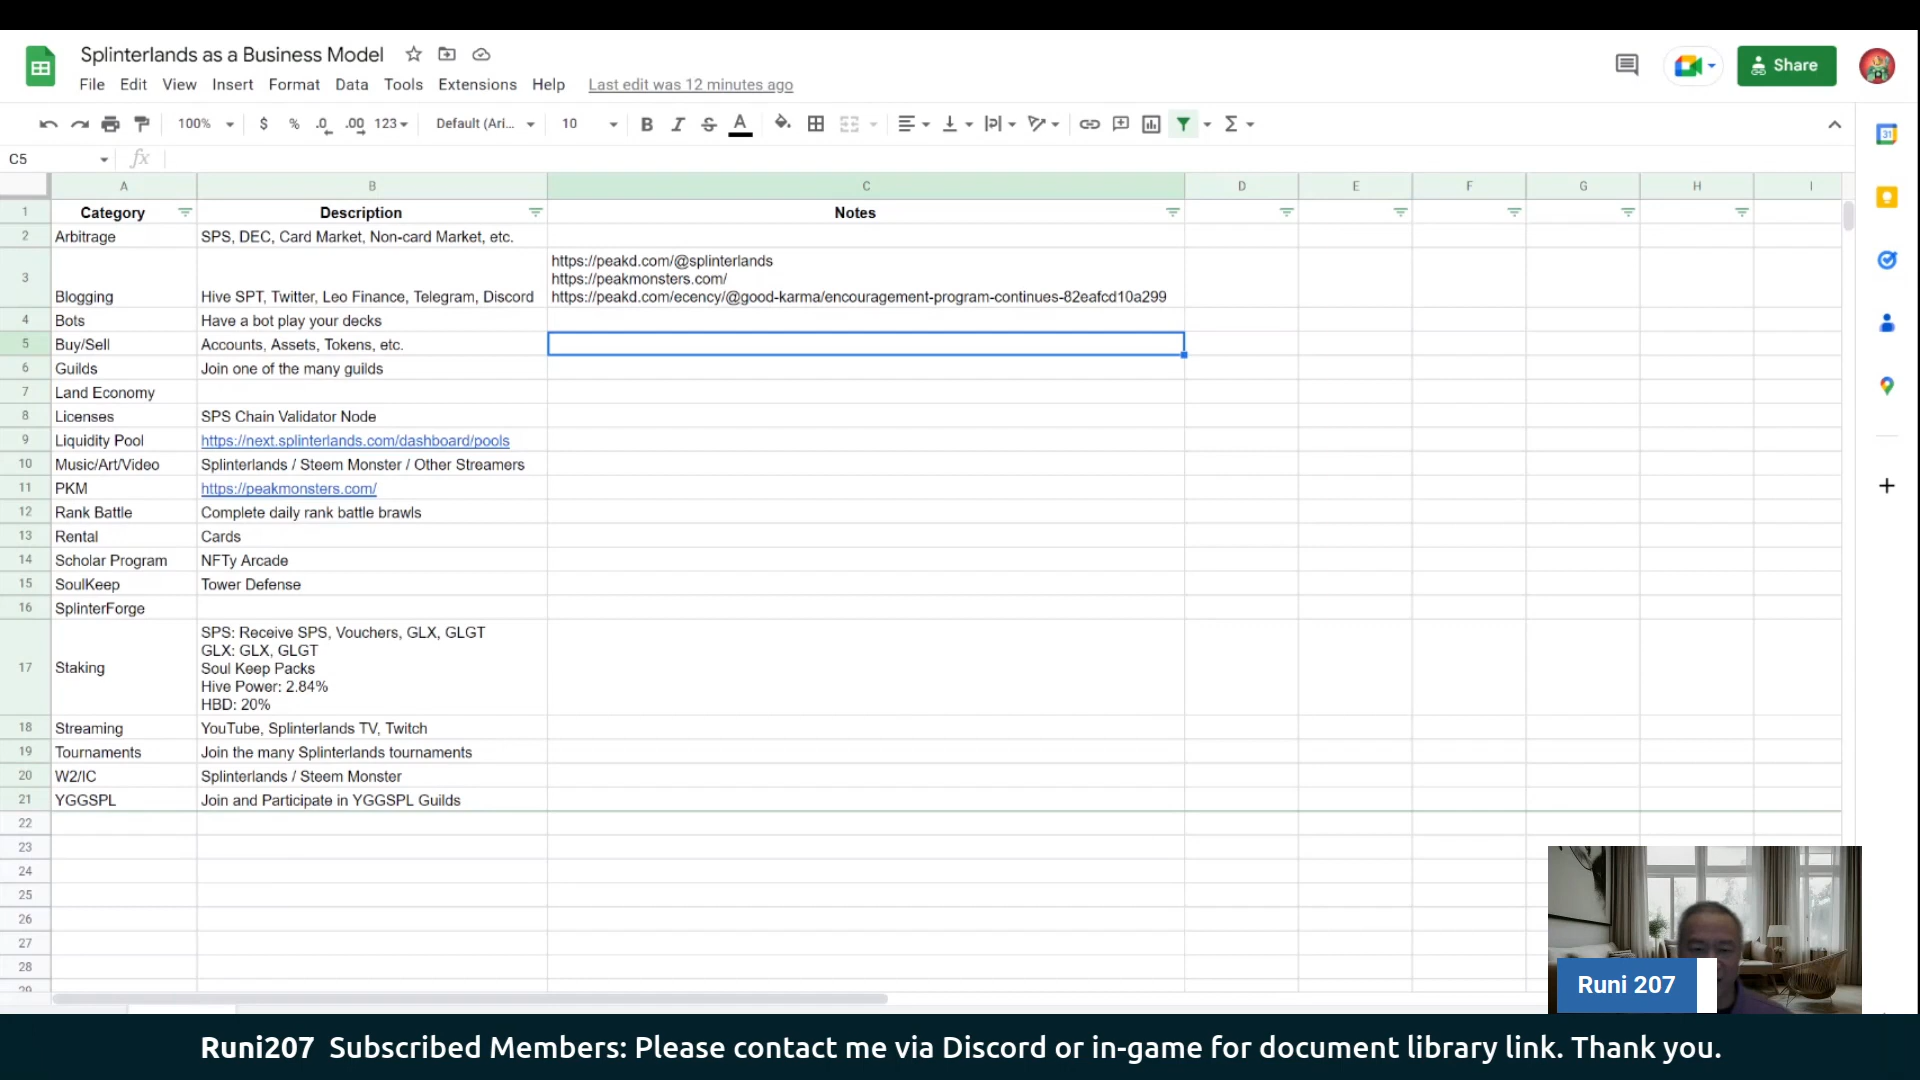 Splinterlands as a Business Model
File Edit View Insert Format Data Tools Extensions Help Last edit was 12 minutes ago
Share
100% $ % .0 .00 123 Default (Ari... 10 B I S A Σ
31
C5 fx
A B C D E F G H I
1 Category Description Notes
2 Arbitrage SPS, DEC, Card Market, Non-card Market, etc.
https://peakd.com/@splinterlands
https://peakmonsters.com/
3 Blogging Hive SPT, Twitter, Leo Finance, Telegram, Discord https://peakd.com/ecency/@good-karma/encouragement-program-continues-82eafcd10a299
4 Bots Have a bot play your decks
5 Buy/Sell Accounts, Assets, Tokens, etc.
6 Guilds Join one of the many guilds
7 Land Economy
8 Licenses SPS Chain Validator Node
9 Liquidity Pool https://next.splinterlands.com/dashboard/pools
10 Music/Art/Video Splinterlands / Steem Monster / Other Streamers
11 PKM https://peakmonsters.com/
12 Rank Battle Complete daily rank battle brawls
13 Rental Cards
14 Scholar Program NFTy Arcade
15 SoulKeep Tower Defense
16 SplinterForge
SPS: Receive SPS, Vouchers, GLX, GLGT
GLX: GLX, GLGT
17 Staking Soul Keep Packs
Hive Power: 2.84%
HBD: 20%
18 Streaming YouTube, Splinterlands TV, Twitch
19 Tournaments Join the many Splinterlands tournaments
20 W2/IC Splinterlands / Steem Monster
21 YGGSPL Join and Participate in YGGSPL Guilds
22
23
24
25
26
27
28
29
Runi 207
Runi207 Subscribed Members: Please contact me via Discord or in-game for document library link. Thank you.